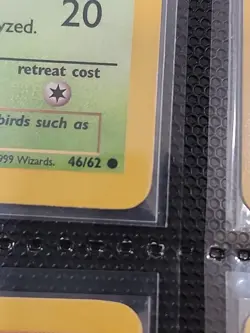 20
yzed.
retreat cost
birds such as
999 Wizards. 46/62